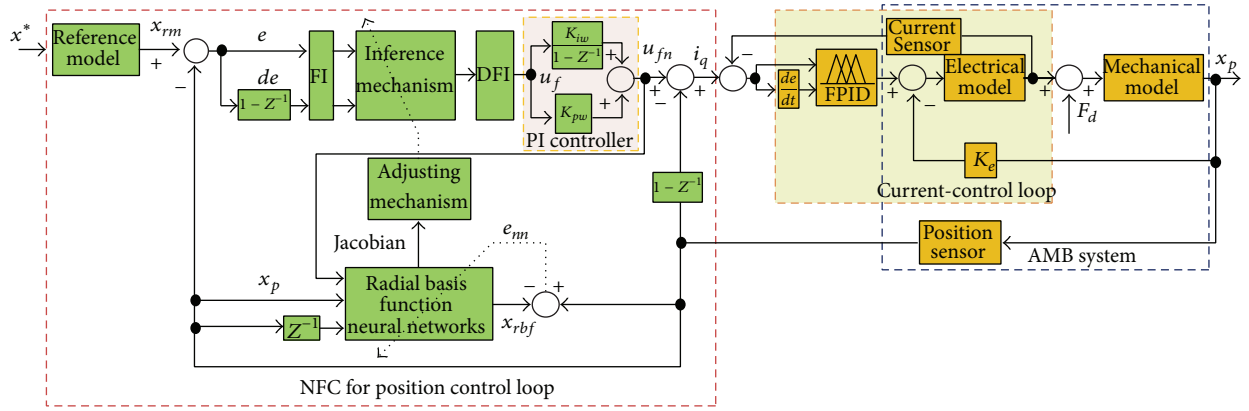 x*
Reference
model
x_rm
+
−
e
de
1 − Z⁻¹
FI
Inference
mechanism
DFI
u_f
K_iw
1 − Z⁻¹
K_pw
+
+
PI controller
u_fn
+
−
+
i_q
1 − Z⁻¹
−
de
dt
FPID
+
−
Current
Sensor
Electrical
model
+
+
F_d
Mechanical
model
x_p
K_e
Current-control loop
Position
sensor
AMB system
Adjusting
mechanism
Jacobian
e_nn
x_p
Z⁻¹
Radial basis
function
neural networks
−
+
x_rbf
NFC for position control loop